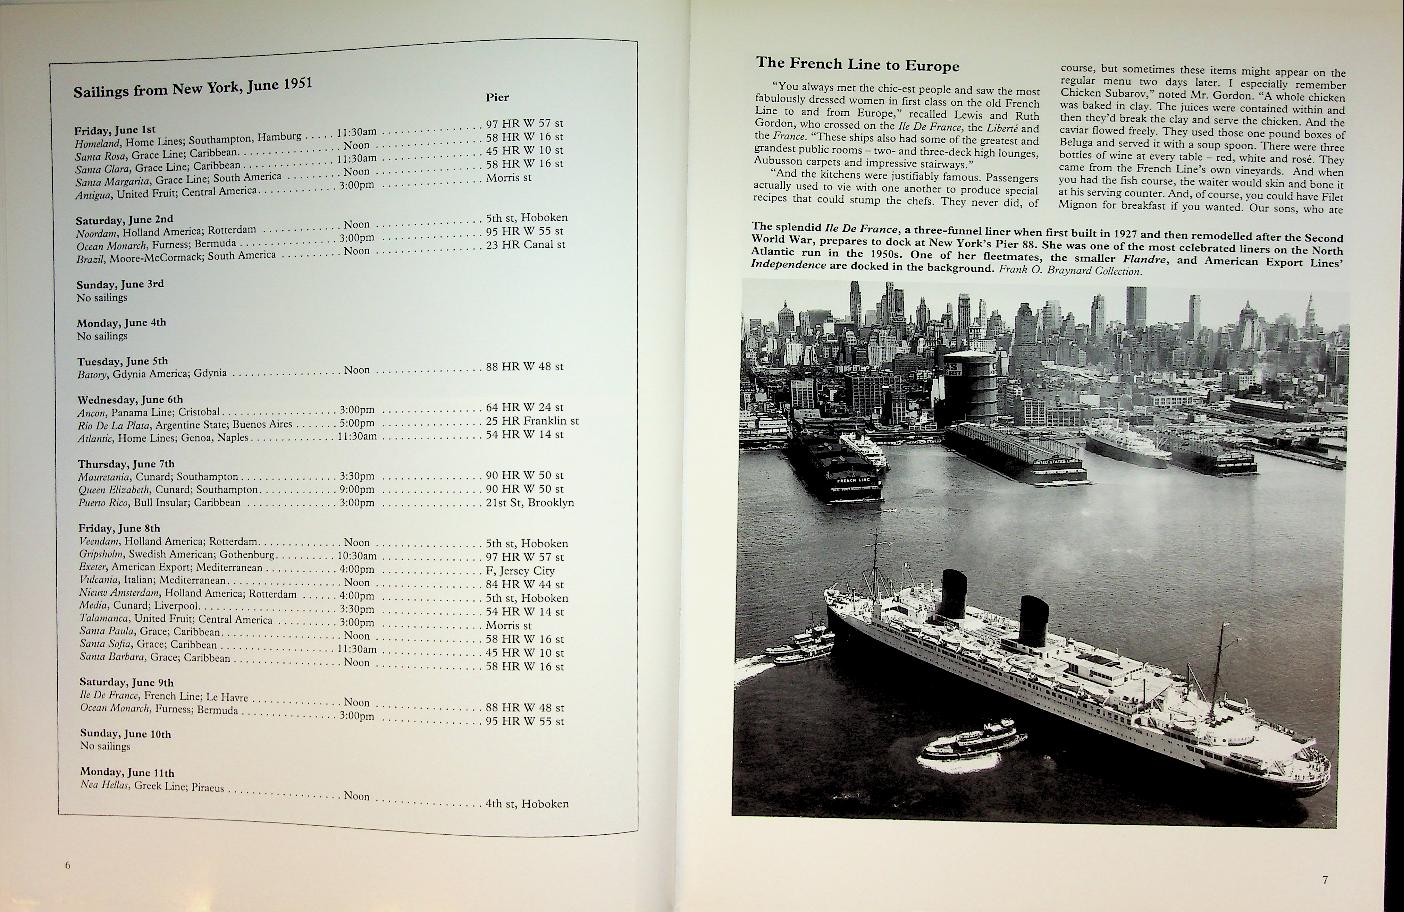 Sailings from New York, June 1951
Pier
Friday, June 1st
Homeland, Home Lines; Southampton, Hamburg ..... 11:30am ................ 97 HR W 57 st
Santa Rosa, Grace Line; Caribbean ................ Noon ................ 58 HR W 16 st
Santa Clara, Grace Line; Caribbean ................ 11:30am ................ 45 HR W 10 st
Santa Margarita, Grace Line; South America ......... Noon ................ 58 HR W 16 st
Antigua, United Fruit; Central America ............. 3:00pm ................ Morris st
Saturday, June 2nd
Noordam, Holland America; Rotterdam ............. Noon ................ 5th st, Hoboken
Ocean Monarch, Furness; Bermuda ................ 3:00pm ................ 95 HR W 55 st
Brazil, Moore-McCormack; South America .......... Noon ................ 23 HR Canal st
Sunday, June 3rd
No sailings
Monday, June 4th
No sailings
Tuesday, June 5th
Batory, Gdynia America; Gdynia .................. Noon ................ 88 HR W 48 st
Wednesday, June 6th
Ancon, Panama Line; Cristobal .................. 3:00pm ................ 64 HR W 24 st
Rio De La Plata, Argentine State; Buenos Aires ....... 5:00pm ................ 25 HR Franklin st
Atlantic, Home Lines; Genoa, Naples .............. 11:30am ................ 54 HR W 14 st
Thursday, June 7th
Mauretania, Cunard; Southampton ................ 3:30pm ................ 90 HR W 50 st
Queen Elizabeth, Cunard; Southampton ............. 9:00pm ................ 90 HR W 50 st
Puerto Rico, Bull Insular; Caribbean .............. 3:00pm ................ 21st St, Brooklyn
Friday, June 8th
Veendam, Holland America; Rotterdam ............. Noon ................ 5th st, Hoboken
Gripsholm, Swedish American; Gothenburg .......... 10:30am ................ 97 HR W 57 st
Exeter, American Export; Mediterranean ............ 4:00pm ................ F, Jersey City
Vulcania, Italian; Mediterranean .................. Noon ................ 84 HR W 44 st
Nieuw Amsterdam, Holland America; Rotterdam ...... 4:00pm ................ 5th st, Hoboken
Media, Cunard; Liverpool ....................... 3:30pm ................ 54 HR W 14 st
Talamanca, United Fruit; Central America ........... 3:00pm ................ Morris st
Santa Paula, Grace; Caribbean ................... Noon ................ 58 HR W 16 st
Santa Sofia, Grace; Caribbean ................... 11:30am ................ 45 HR W 10 st
Santa Barbara, Grace; Caribbean ................. Noon ................ 58 HR W 16 st
Saturday, June 9th
Ile De France, French Line; Le Havre .............. Noon ................ 88 HR W 48 st
Ocean Monarch, Furness; Bermuda ................ 3:00pm ................ 95 HR W 55 st
Sunday, June 10th
No sailings
Monday, June 11th
Nea Hellas, Greek Line; Piraeus .................. Noon ................ 4th st, Hoboken
6
The French Line to Europe
"You always met the chic-est people and saw the most
fabulously dressed women in first class on the old French
Line to and from Europe," recalled Lewis and Ruth
Gordon, who crossed on the Ile De France, the Liberté and
the France. "These ships also had some of the greatest and
grandest public rooms – two- and three-deck high lounges,
Aubusson carpets and impressive stairways."
"And the kitchens were justifiably famous. Passengers
actually used to vie with one another to produce special
recipes that could stump the chefs. They never did, of
course, but sometimes these items might appear on the
regular menu two days later. I especially remember
Chicken Subarov," noted Mr. Gordon. "A whole chicken
was baked in clay. The juices were contained within and
then they'd break the clay and serve the chicken. And the
caviar flowed freely. They used those one pound boxes of
Beluga and served it with a soup spoon. There were three
bottles of wine at every table – red, white and rosé. They
came from the French Line's own vineyards. And when
you had the fish course, the waiter would skin and bone it
at his serving counter. And, of course, you could have Filet
Mignon for breakfast if you wanted. Our sons, who are
The splendid Ile De France, a three-funnel liner when first built in 1927 and then remodelled after the Second
World War, prepares to dock at New York's Pier 88. She was one of the most celebrated liners on the North
Atlantic run in the 1950s. One of her fleetmates, the smaller Flandre, and American Export Lines'
Independence are docked in the background. Frank O. Braynard Collection.
FRENCH LINE
UNITED STATES LINES
7